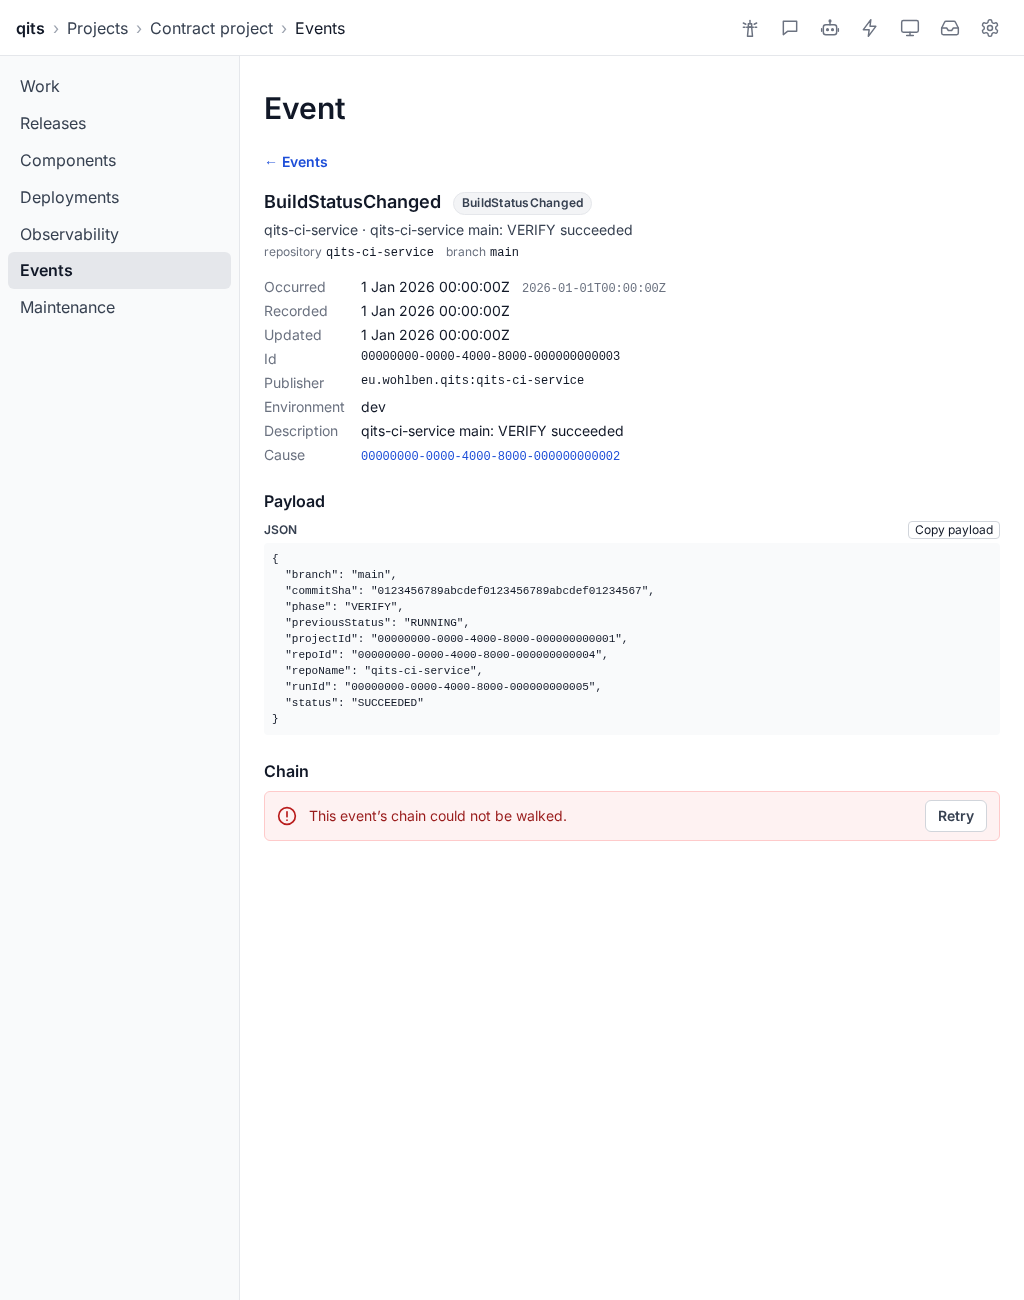 qits › Projects › Contract project › Events
Work
Releases
Components
Deployments
Observability
Events
Maintenance
Event
← Events
BuildStatusChanged BuildStatusChanged
qits-ci-service · qits-ci-service main: VERIFY succeeded
repository qits-ci-service branch main
Occurred 1 Jan 2026 00:00:00Z 2026-01-01T00:00:00Z
Recorded 1 Jan 2026 00:00:00Z
Updated 1 Jan 2026 00:00:00Z
Id 00000000-0000-4000-8000-000000000003
Publisher eu.wohlben.qits:qits-ci-service
Environment dev
Description qits-ci-service main: VERIFY succeeded
Cause 00000000-0000-4000-8000-000000000002
Payload
JSON Copy payload
{
  "branch": "main",
  "commitSha": "0123456789abcdef0123456789abcdef01234567",
  "phase": "VERIFY",
  "previousStatus": "RUNNING",
  "projectId": "00000000-0000-4000-8000-000000000001",
  "repoId": "00000000-0000-4000-8000-000000000004",
  "repoName": "qits-ci-service",
  "runId": "00000000-0000-4000-8000-000000000005",
  "status": "SUCCEEDED"
}
Chain
This event’s chain could not be walked. Retry